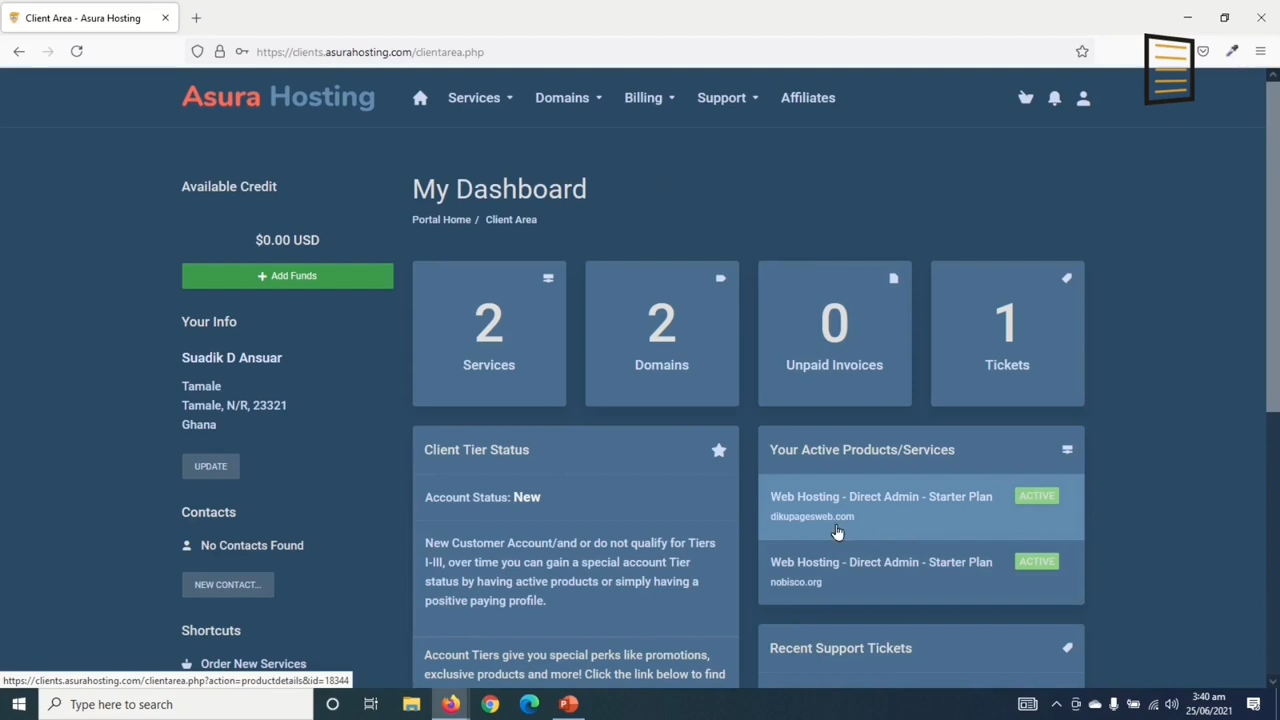 Client Area - Asura Hosting
https://clients.asurahosting.com/clientarea.php
Asura Hosting
Services
Domains
Billing
Support
Affiliates
Available Credit
$0.00 USD
+ Add Funds
Your Info
Suadik D Ansuar
Tamale
Tamale, N/R, 23321
Ghana
UPDATE
Contacts
No Contacts Found
NEW CONTACT...
Shortcuts
Order New Services
My Dashboard
Portal Home / Client Area
2
Services
2
Domains
0
Unpaid Invoices
1
Tickets
Client Tier Status
Account Status: New
New Customer Account/and or do not qualify for Tiers
I-III, over time you can gain a special account Tier
status by having active products or simply having a
positive paying profile.
Account Tiers give you special perks like promotions,
exclusive products and more! Click the link below to find
Your Active Products/Services
Web Hosting - Direct Admin - Starter Plan
ACTIVE
dikupagesweb.com
Web Hosting - Direct Admin - Starter Plan
ACTIVE
nobisco.org
Recent Support Tickets
https://clients.asurahosting.com/clientarea.php?action=productdetails&id=18344
Type here to search
3:40 am
25/06/2021